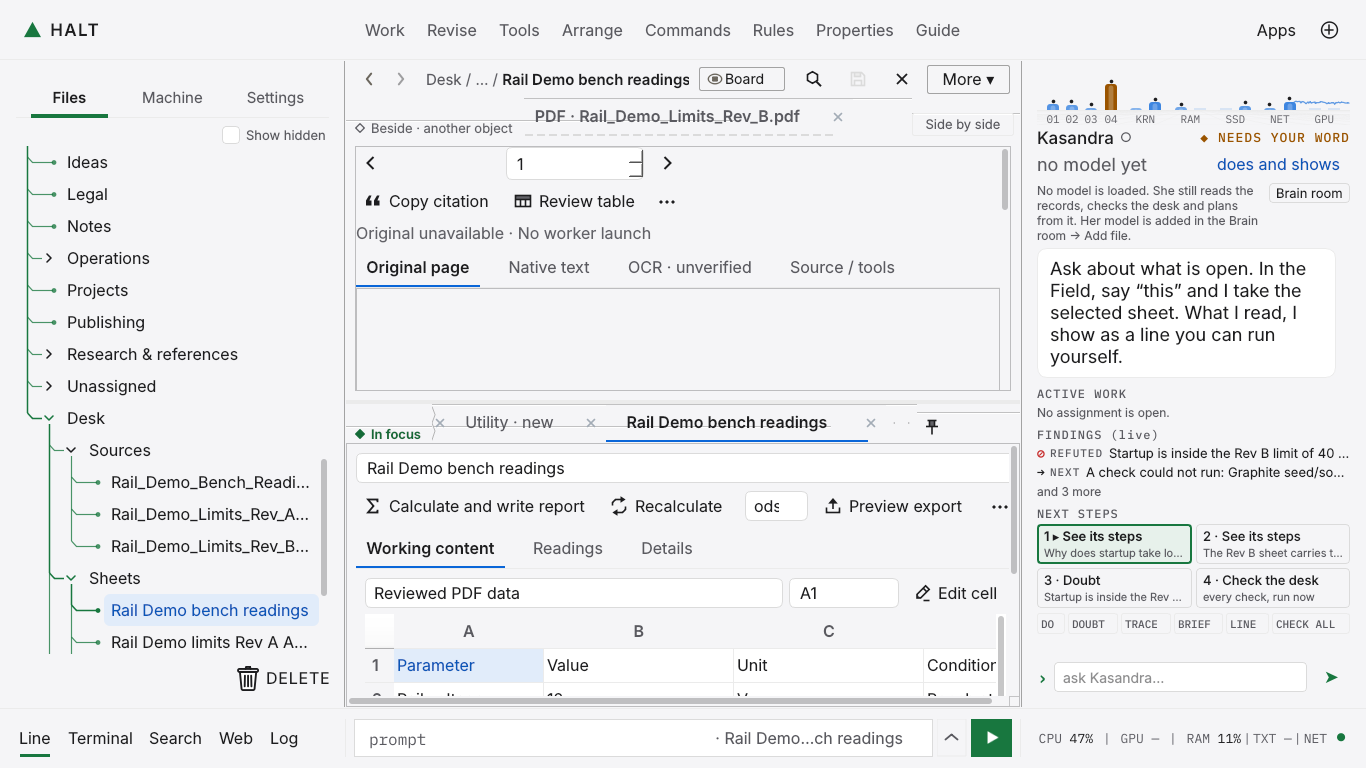 HALT
Work Revise Tools Arrange Commands Rules Properties Guide
Apps
Files Machine Settings
Show hidden
Ideas
Legal
Notes
Operations
Projects
Publishing
Research & references
Unassigned
Desk
Sources
Rail_Demo_Bench_Readi...
Rail_Demo_Limits_Rev_A...
Rail_Demo_Limits_Rev_B...
Sheets
Rail Demo bench readings
Rail Demo limits Rev A A...
DELETE
Desk / ... / Rail Demo bench readings
Board
More ▾
PDF · Rail_Demo_Limits_Rev_B.pdf
Beside · another object
Side by side
1
Copy citation Review table
Original unavailable · No worker launch
Original page Native text OCR · unverified Source / tools
Utility · new Rail Demo bench readings
In focus
Rail Demo bench readings
Calculate and write report Recalculate ods Preview export
Working content Readings Details
Reviewed PDF data A1 Edit cell
A B C
1 Parameter Value Unit Condition
01 02 03 04 KRN RAM SSD NET GPU
Kasandra
◆ NEEDS YOUR WORD
no model yet
does and shows
No model is loaded. She still reads the
records, checks the desk and plans
from it. Her model is added in the Brain
room → Add file.
Brain room
Ask about what is open. In the
Field, say “this” and I take the
selected sheet. What I read, I
show as a line you can run
yourself.
ACTIVE WORK
No assignment is open.
FINDINGS (live)
⊘ REFUTED Startup is inside the Rev B limit of 40 ...
→ NEXT A check could not run: Graphite seed/so...
and 3 more
NEXT STEPS
1 ▸ See its steps
Why does startup take lo...
2 · See its steps
The Rev B sheet carries t...
3 · Doubt
Startup is inside the Rev ...
4 · Check the desk
every check, run now
DO DOUBT TRACE BRIEF LINE CHECK ALL
› ask Kasandra...
Line Terminal Search Web Log
prompt · Rail Demo...ch readings
CPU 47% | GPU — | RAM 11% | TXT — | NET